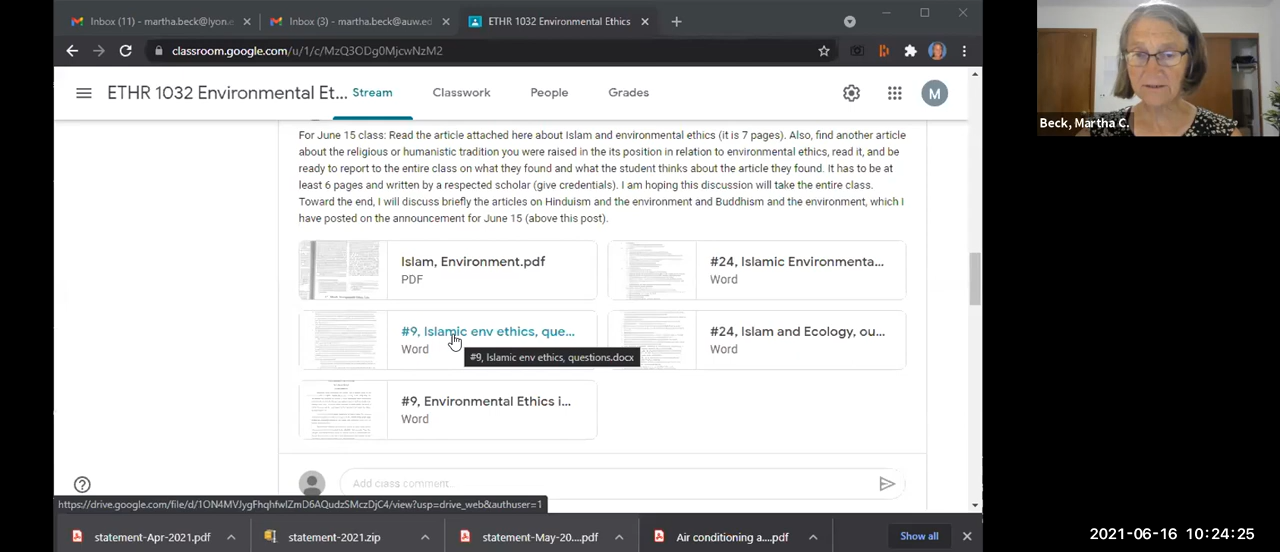 Inbox (11) - martha.beck@lyon.e
Inbox (3) - martha.beck@auw.ed
ETHR 1032 Environmental Ethics
classroom.google.com/u/1/c/MzQ3ODg0MjcwNzM2
ETHR 1032 Environmental Et... Stream Classwork People Grades
M
Beck, Martha C.
For June 15 class: Read the article attached here about Islam and environmental ethics (it is 7 pages). Also, find another article
about the religious or humanistic tradition you were raised in the its position in relation to environmental ethics, read it, and be
ready to report to the entire class on what they found and what the student thinks about the article they found. It has to be at
least 6 pages and written by a respected scholar (give credentials). I am hoping this discussion will take the entire class.
Toward the end, I will discuss briefly the articles on Hinduism and the environment and Buddhism and the environment, which I
have posted on the announcement for June 15 (above this post).
Islam, Environment.pdf
PDF
#24, Islamic Environmenta...
Word
#9, Islamic env ethics, que...
Word
#9, Islamic env ethics, questions.docx
#24, Islam and Ecology, ou...
Word
#9, Environmental Ethics i...
Word
Add class comment...
https://drive.google.com/file/d/1ON4MVJygFhqhfwIZmD6AQudzSMczDjC4/view?usp=drive_web&authuser=1
statement-Apr-2021.pdf
statement-2021.zip
statement-May-20....pdf
Air conditioning a....pdf
Show all
2021-06-16 10:24:25